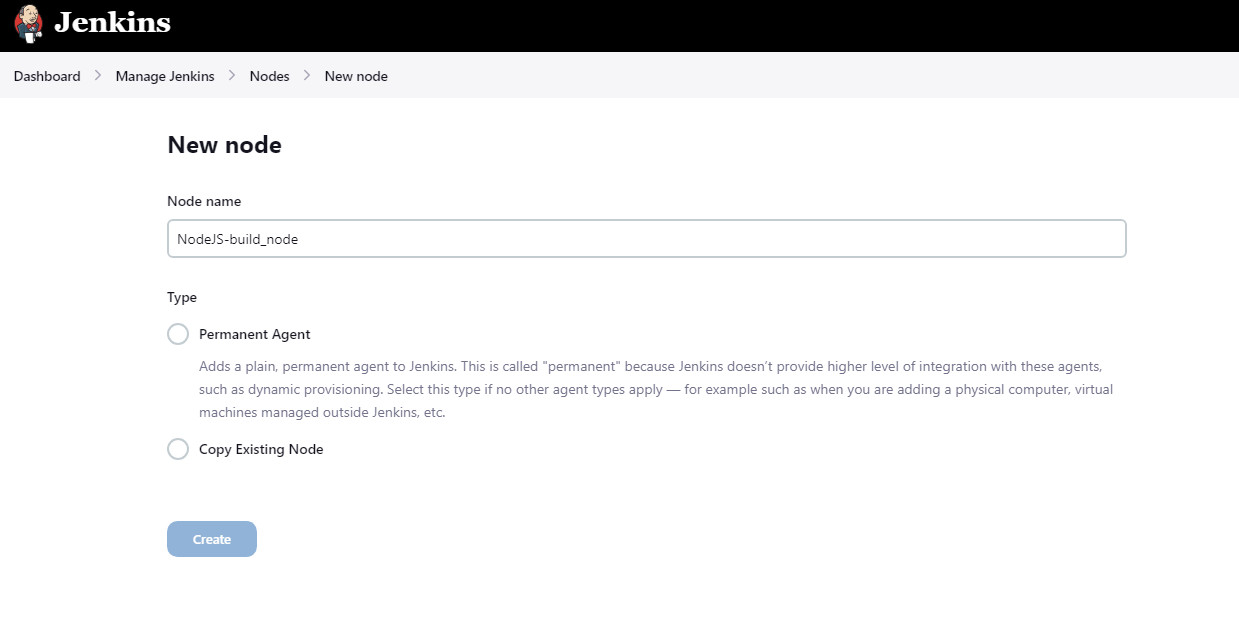 Jenkins
Dashboard > Manage Jenkins > Nodes > New node
New node
Node name
NodeJS-build_node
Type
Permanent Agent
Adds a plain, permanent agent to Jenkins. This is called "permanent" because Jenkins doesn’t provide higher level of integration with these agents,
such as dynamic provisioning. Select this type if no other agent types apply — for example such as when you are adding a physical computer, virtual
machines managed outside Jenkins, etc.
Copy Existing Node
Create